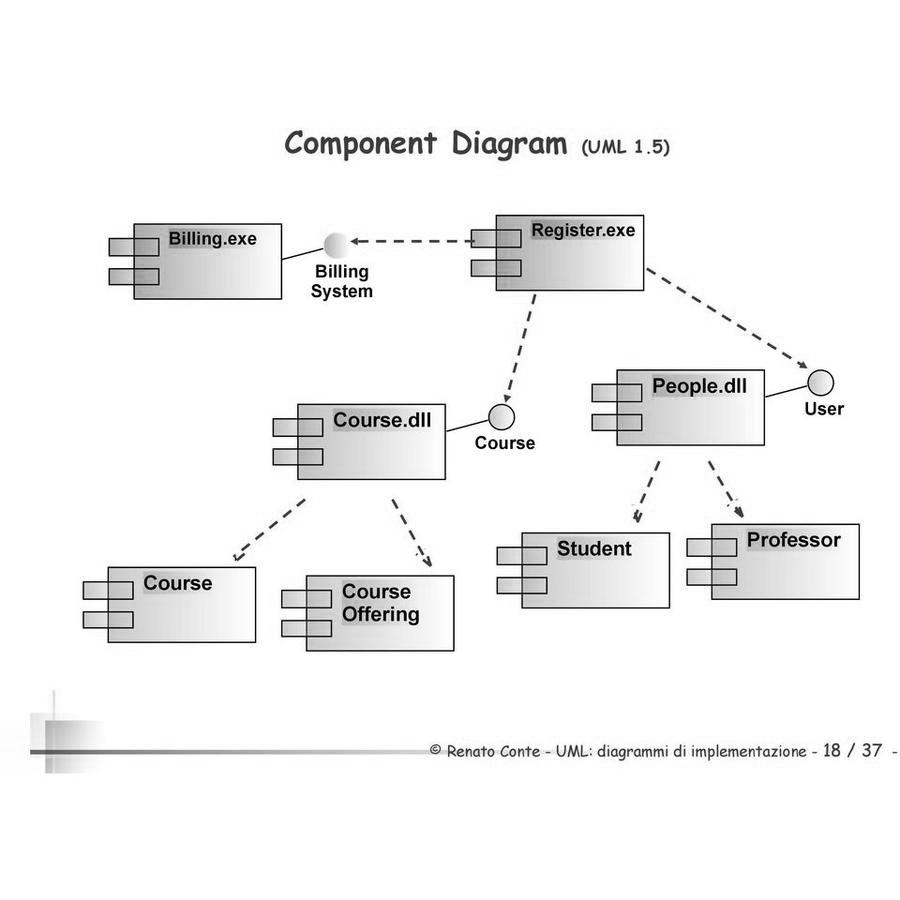 Component Diagram (UML 1.5)
Billing.exe
Register.exe
Billing
System
People.dll
User
Course.dll
Course
Student
Professor
Course
Course
Offering
© Renato Conte - UML: diagrammi di implementazione - 18 / 37 -